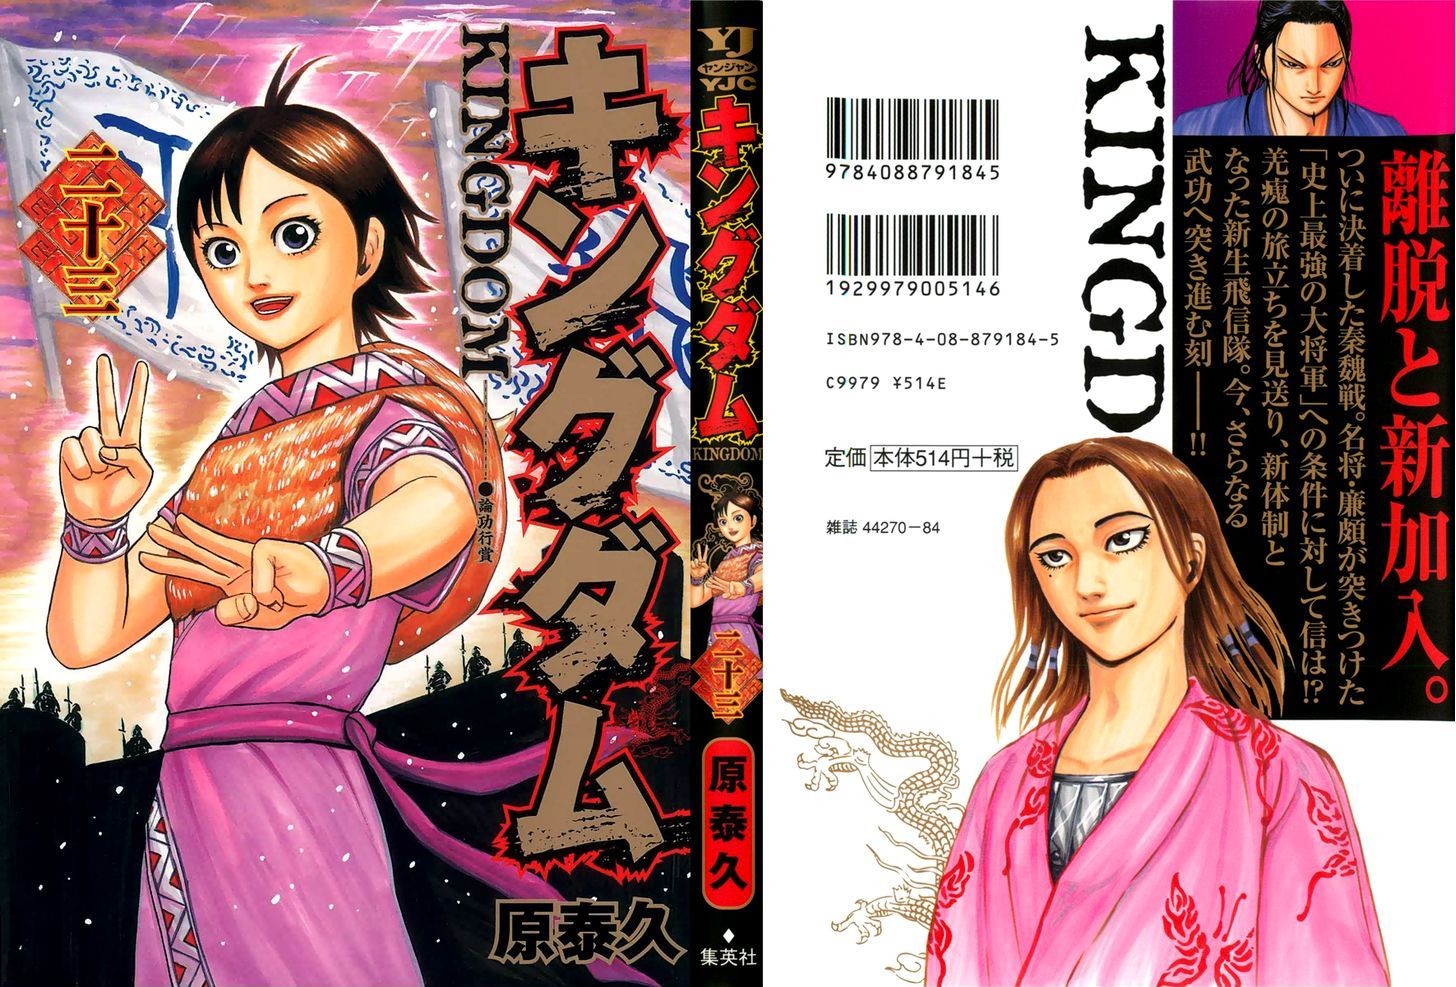 キングダム
KINGDOM
二十三
●論功行賞
原泰久
YJ
ヤンジャン
YJC
キングダム
KINGDOM
二十三
原泰久
集英社
9784088791845
1929979005146
ISBN978-4-08-879184-5
C9979 ¥514E
定価 本体514円+税
雑誌 44270-84
KINGD
離脱と新加入。
ついに決着した秦魏戦。名将・廉頗が突きつけた
「史上最強の大将軍」への条件に対して信は!?
羌瘣の旅立ちを見送り、新体制と
なった新生飛信隊。今、さらなる
武功へ突き進む刻――!!